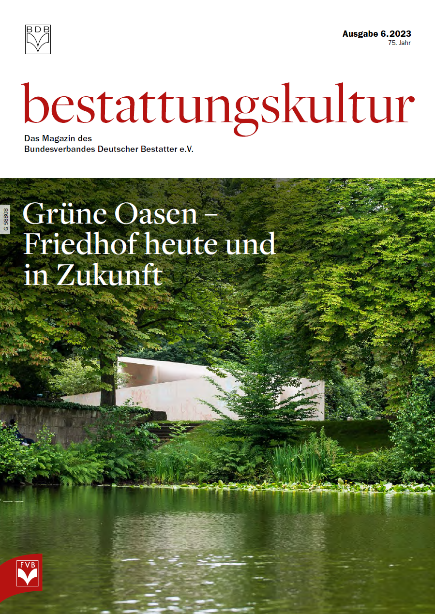 BDB
Ausgabe 6.2023
75. Jahr
bestattungskultur
Das Magazin des
Bundesverbandes Deutscher Bestatter e.V.
Grüne Oasen –
Friedhof heute und
in Zukunft
FVB